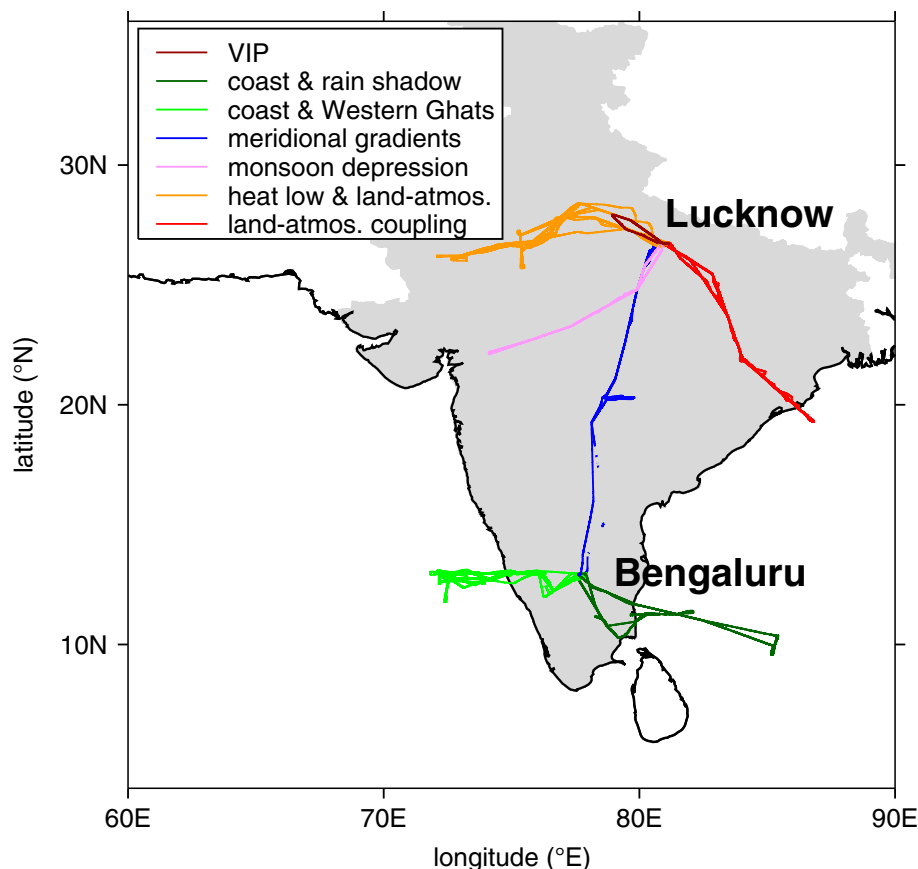 VIP
coast & rain shadow
coast & Western Ghats
meridional gradients
monsoon depression
heat low & land-atmos.
land-atmos. coupling
30N
Lucknow
latitude (°N)
20N
Bengaluru
10N
60E
70E
80E
90E
longitude (°E)